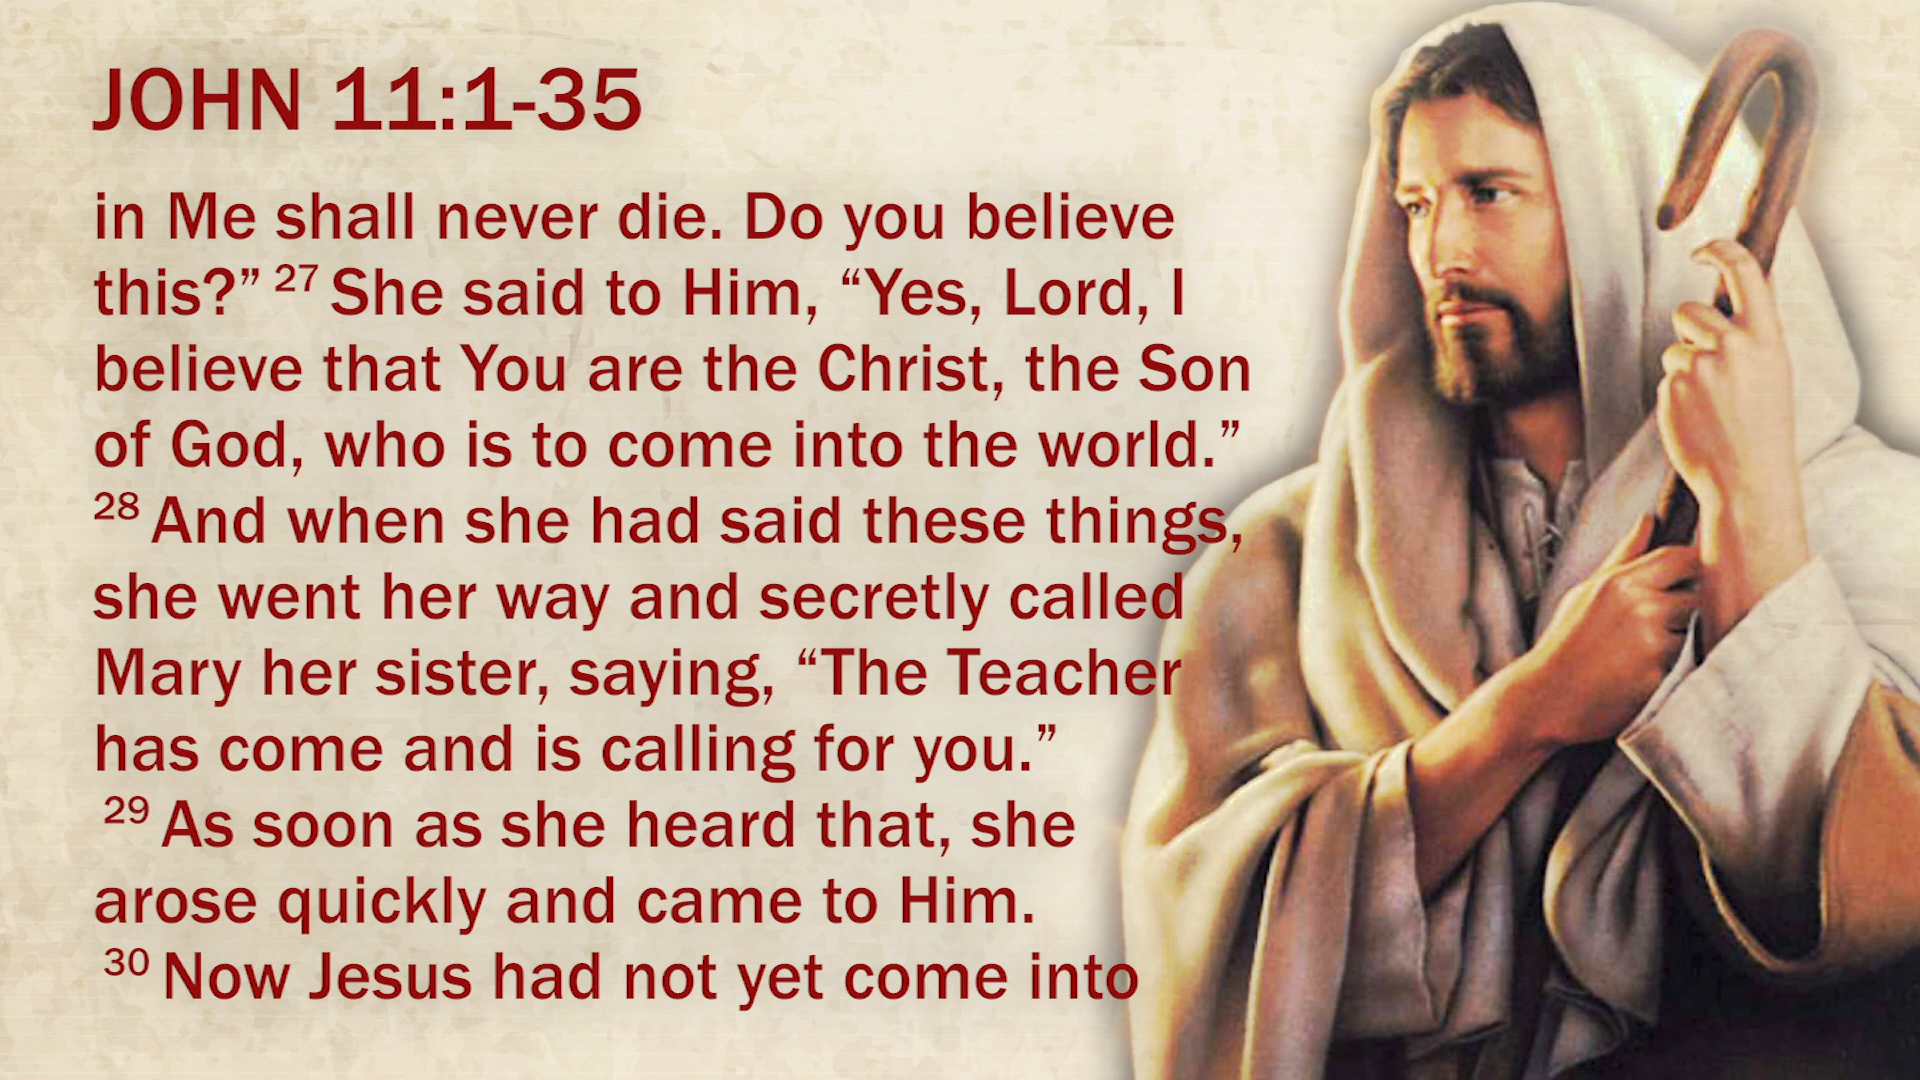 JOHN 11:1-35
in Me shall never die. Do you believe
this?” 27 She said to Him, “Yes, Lord, I
believe that You are the Christ, the Son
of God, who is to come into the world.”
28 And when she had said these things,
she went her way and secretly called
Mary her sister, saying, “The Teacher
has come and is calling for you.”
29 As soon as she heard that, she
arose quickly and came to Him.
30 Now Jesus had not yet come into